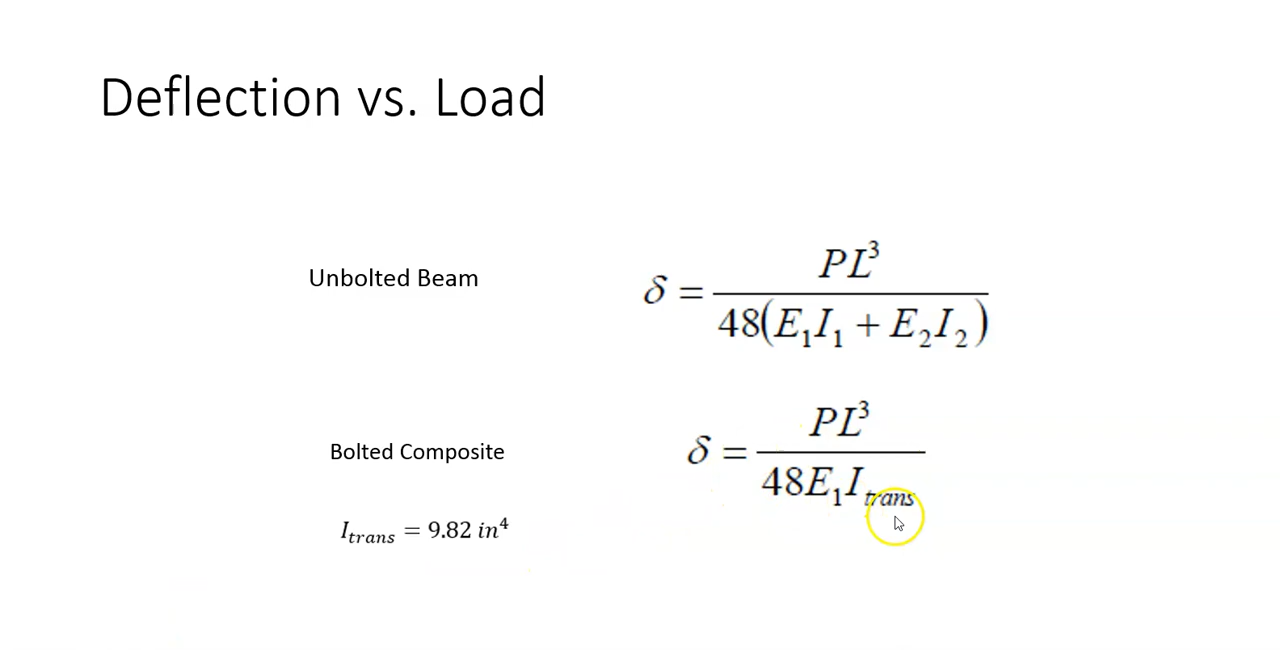 Deflection vs. Load
Unbolted Beam
δ = PL³ / 48(E₁I₁ + E₂I₂)
Bolted Composite
δ = PL³ / 48E₁I_trans
I_trans = 9.82 in⁴